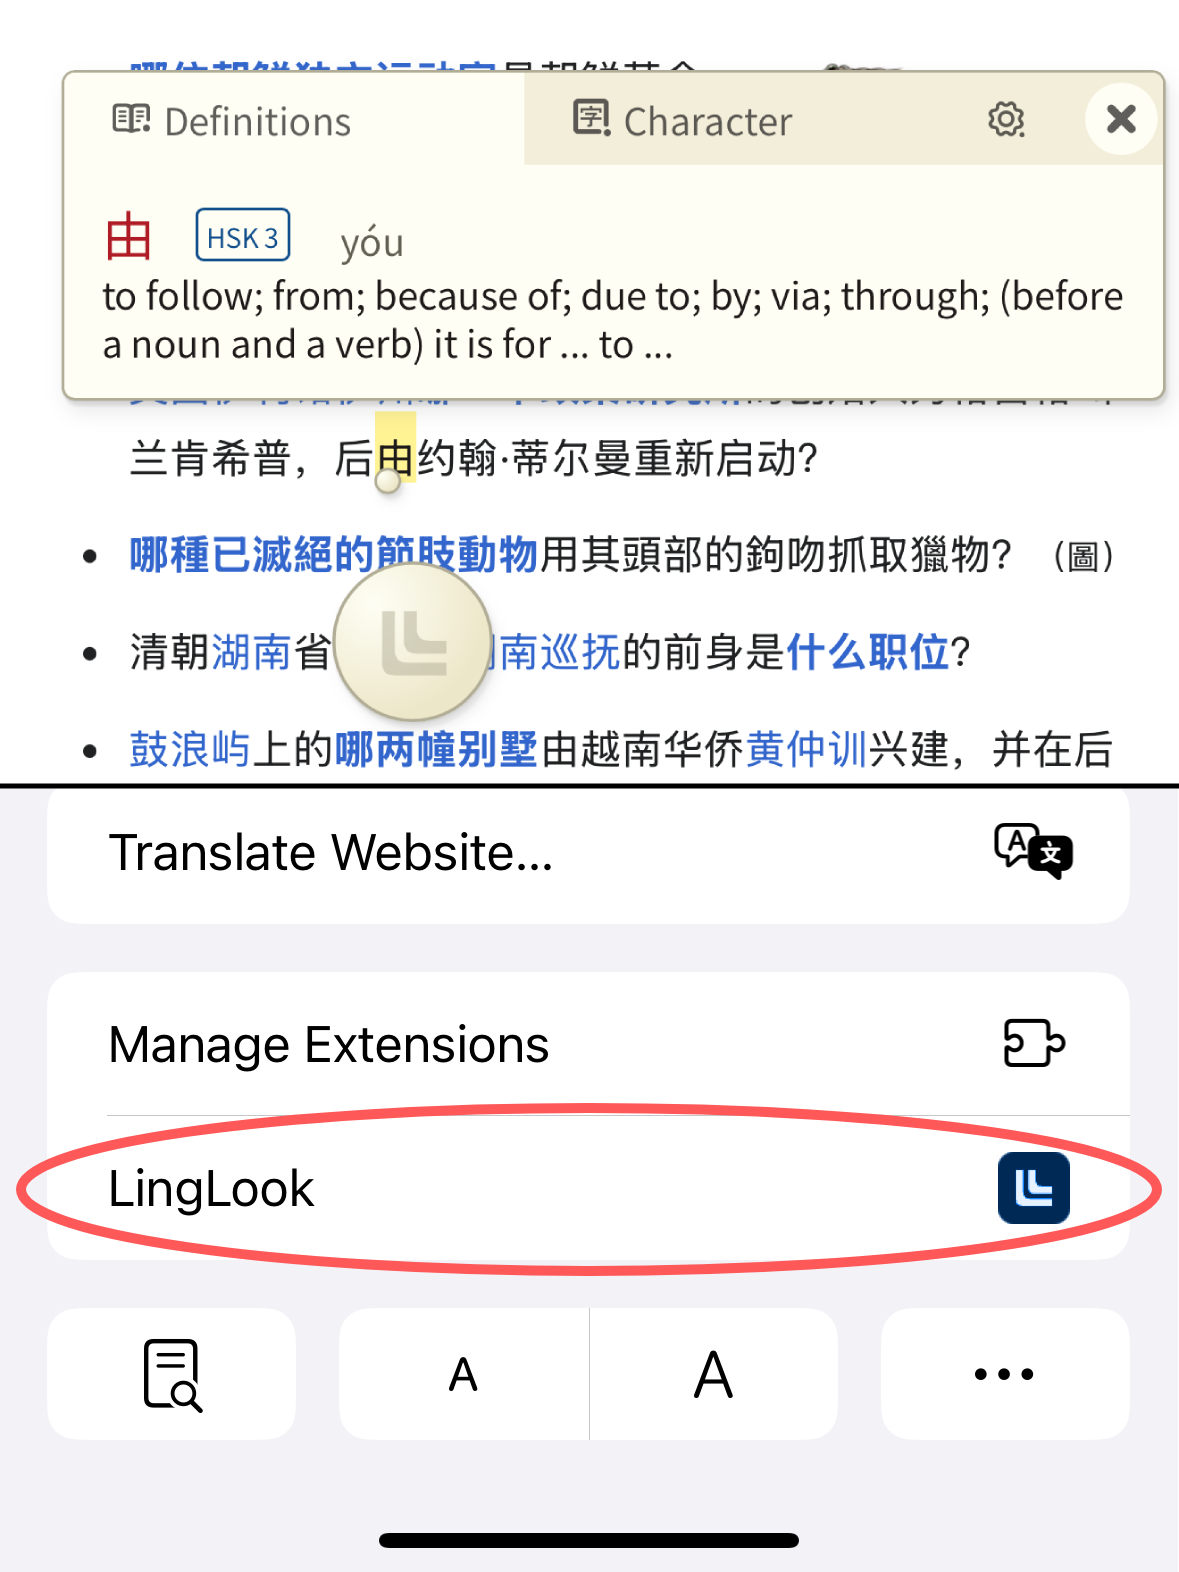 Definitions
字 Character
由 HSK 3 yóu
to follow; from; because of; due to; by; via; through; (before
a noun and a verb) it is for ... to ...
兰肯希普，后由约翰·蒂尔曼重新启动？
• 哪種已滅絕的節肢動物用其頭部的鉤吻抓取獵物？（圖）
• 清朝湖南省 南巡抚的前身是什么职位？
• 鼓浪屿上的哪两幢别墅由越南华侨黄仲训兴建，并在后
Translate Website...
A 文
Manage Extensions
LingLook
A A